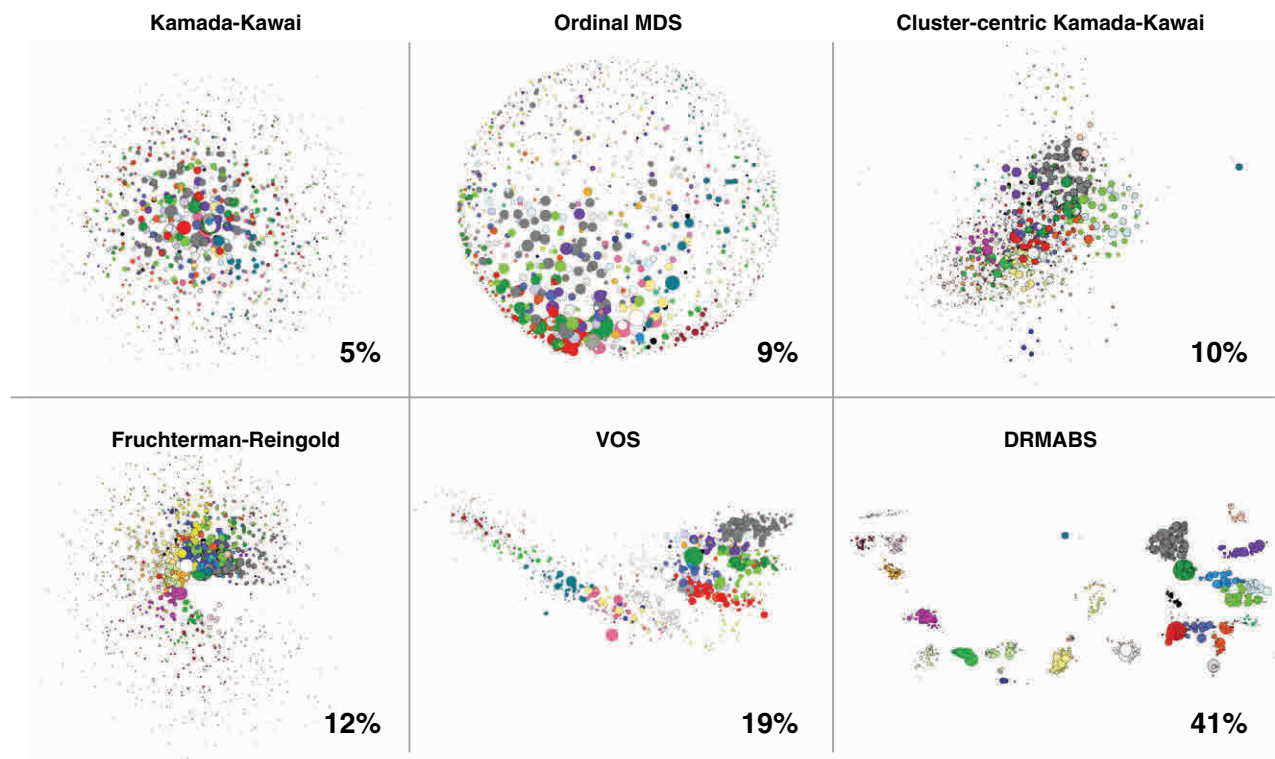 Kamada-Kawai
Ordinal MDS
Cluster-centric Kamada-Kawai
5%
9%
10%
Fruchterman-Reingold
VOS
DRMABS
12%
19%
41%